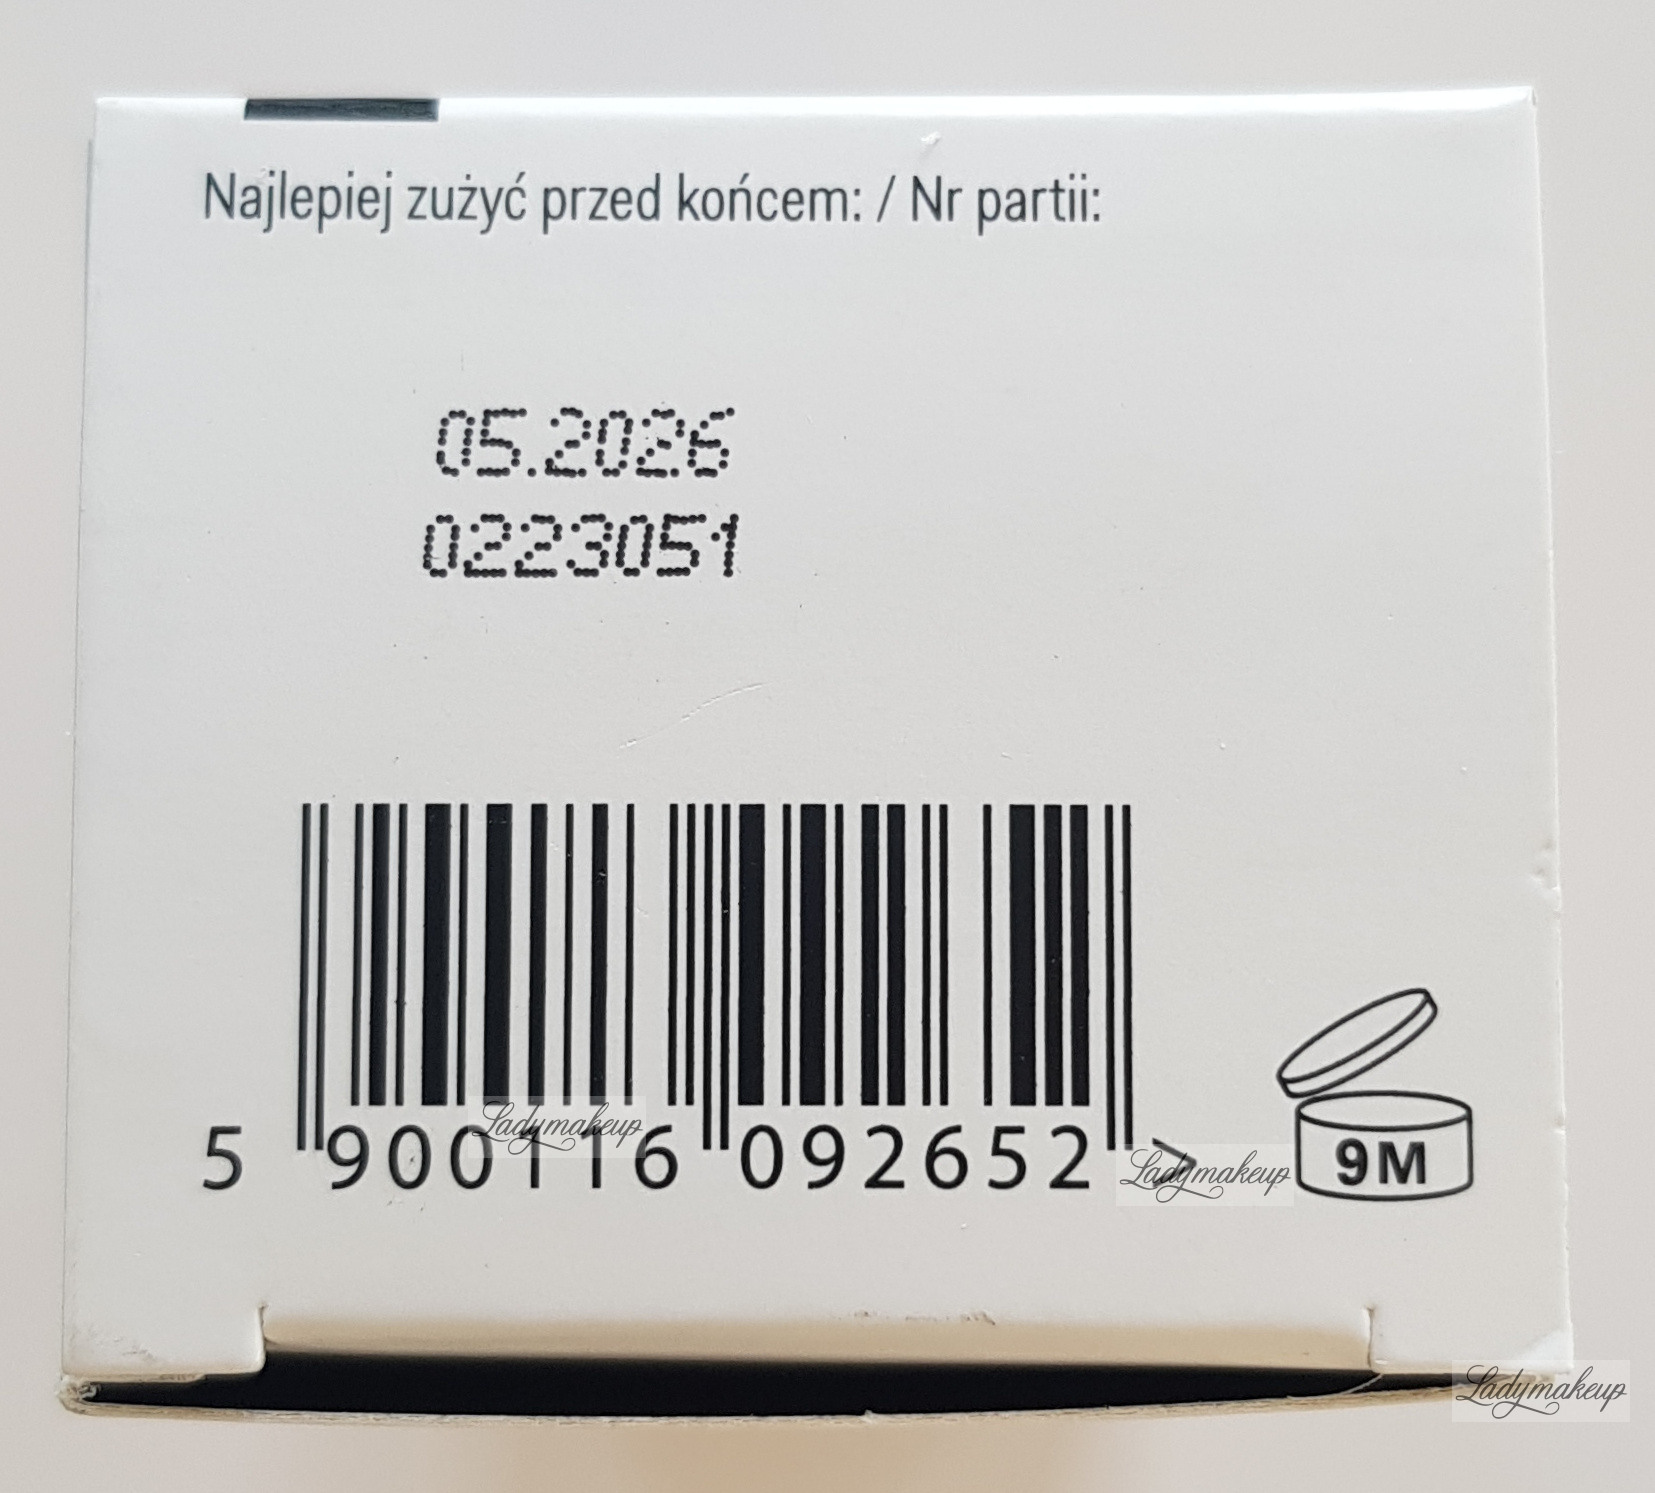 Najlepiej zużyć przed końcem: / Nr partii:
05.2026
0223051
5 900116 092652 >
9M
Ladymakeup
Ladymakeup
Ladymakeup